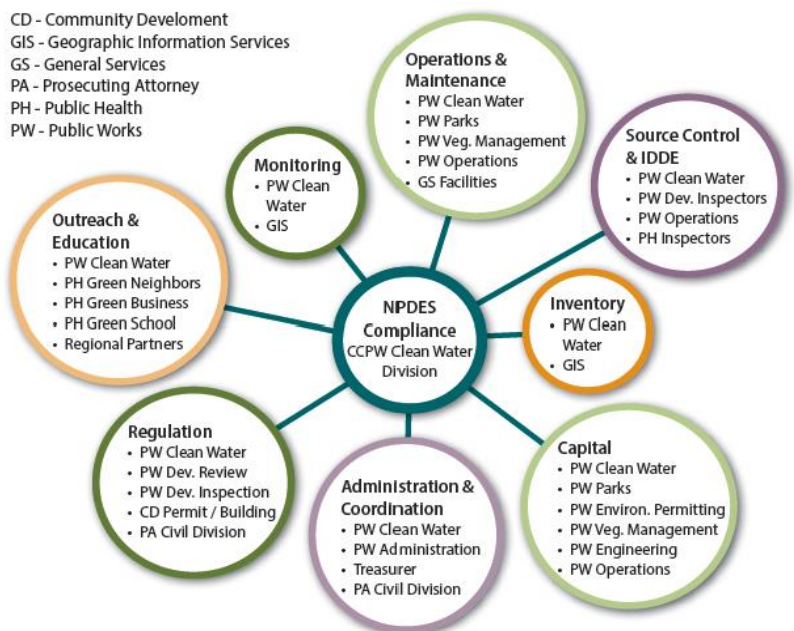 CD - Community Develoment
GIS - Geographic Information Services
GS - General Services
PA - Prosecuting Attorney
PH - Public Health
PW - Public Works
Operations &
Maintenance
• PW Clean Water
• PW Parks
• PW Veg. Management
• PW Operations
• GS Facilities
Source Control
& IDDE
• PW Clean Water
• PW Dev. Inspectors
• PW Operations
• PH Inspectors
Monitoring
• PW Clean
Water
• GIS
Outreach &
Education
• PW Clean Water
• PH Green Neighbors
• PH Green Business
• PH Green School
• Regional Partners
NPDES
Compliance
CCPW Clean Water
Division
Inventory
• PW Clean
Water
• GIS
Regulation
• PW Clean Water
• PW Dev. Review
• PW Dev. Inspection
• CD Permit / Building
• PA Civil Division
Administration &
Coordination
• PW Clean Water
• PW Administration
• Treasurer
• PA Civil Division
Capital
• PW Clean Water
• PW Parks
• PW Environ. Permitting
• PW Veg. Management
• PW Engineering
• PW Operations